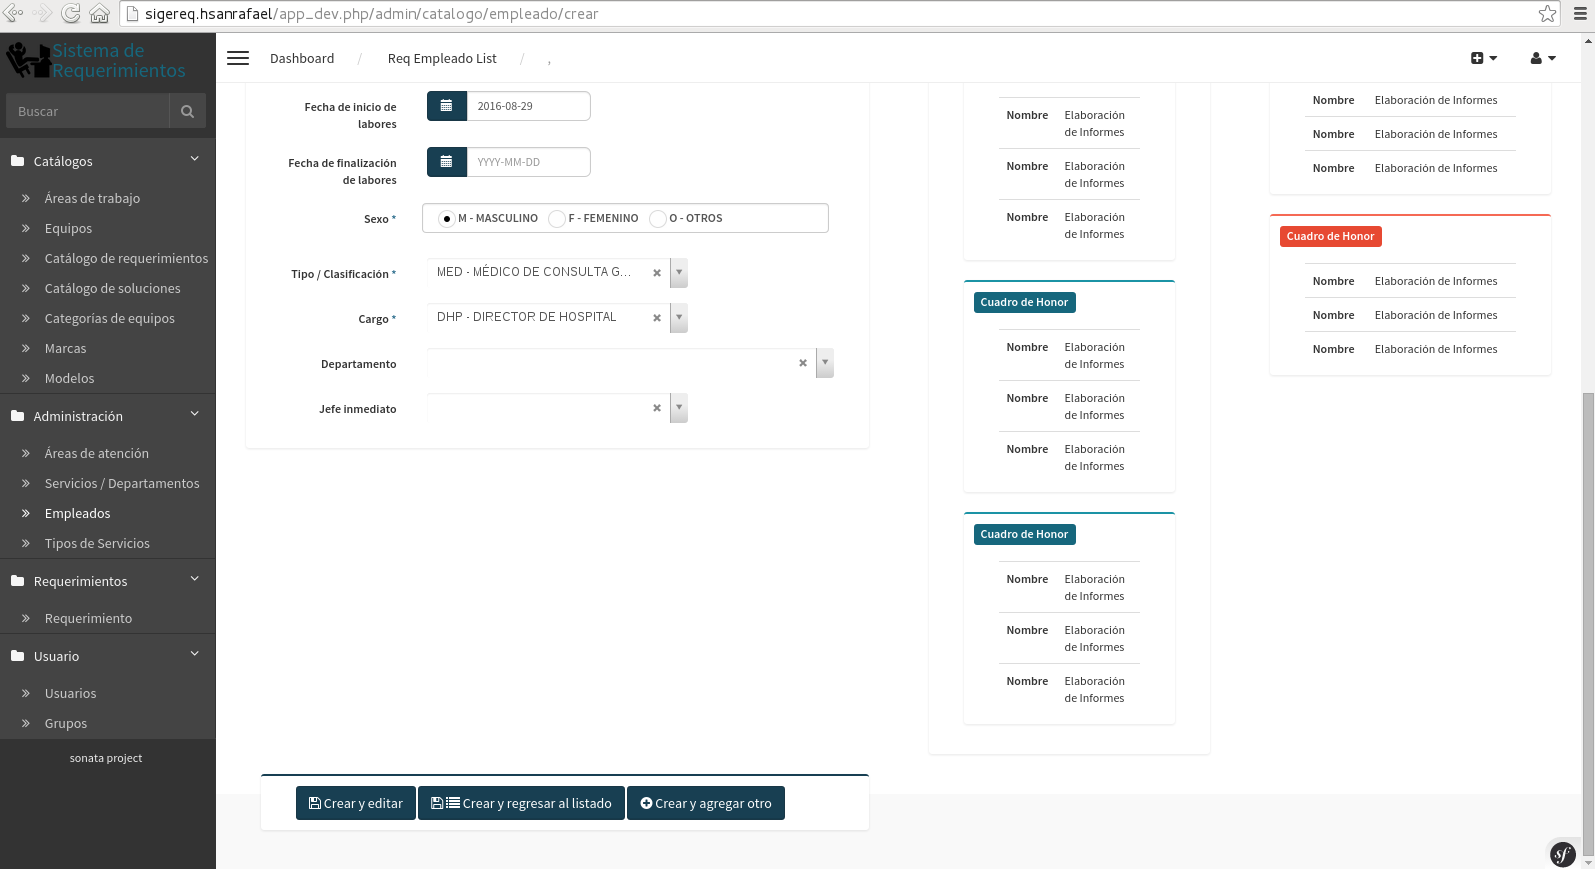 sigereq.hsanrafael/app_dev.php/admin/catalogo/empleado/crear
Sistema de
Requerimientos
Buscar
Catálogos
Áreas de trabajo
Equipos
Catálogo de requerimientos
Catálogo de soluciones
Categorías de equipos
Marcas
Modelos
Administración
Áreas de atención
Servicios / Departamentos
Empleados
Tipos de Servicios
Requerimientos
Requerimiento
Usuario
Usuarios
Grupos
sonata project
Dashboard / Req Empleado List / ,
Fecha de inicio de
labores
2016-08-29
Fecha de finalización
de labores
YYYY-MM-DD
Sexo *
M - MASCULINO F - FEMENINO O - OTROS
Tipo / Clasificación *
MED - MÉDICO DE CONSULTA G...
Cargo *
DHP - DIRECTOR DE HOSPITAL
Departamento
Jefe inmediato
Crear y editar
Crear y regresar al listado
Crear y agregar otro
Nombre Elaboración
de Informes
Nombre Elaboración
de Informes
Nombre Elaboración
de Informes
Cuadro de Honor
Nombre Elaboración
de Informes
Nombre Elaboración
de Informes
Nombre Elaboración
de Informes
Cuadro de Honor
Nombre Elaboración
de Informes
Nombre Elaboración
de Informes
Nombre Elaboración
de Informes
Nombre Elaboración de Informes
Nombre Elaboración de Informes
Nombre Elaboración de Informes
Cuadro de Honor
Nombre Elaboración de Informes
Nombre Elaboración de Informes
Nombre Elaboración de Informes
sf